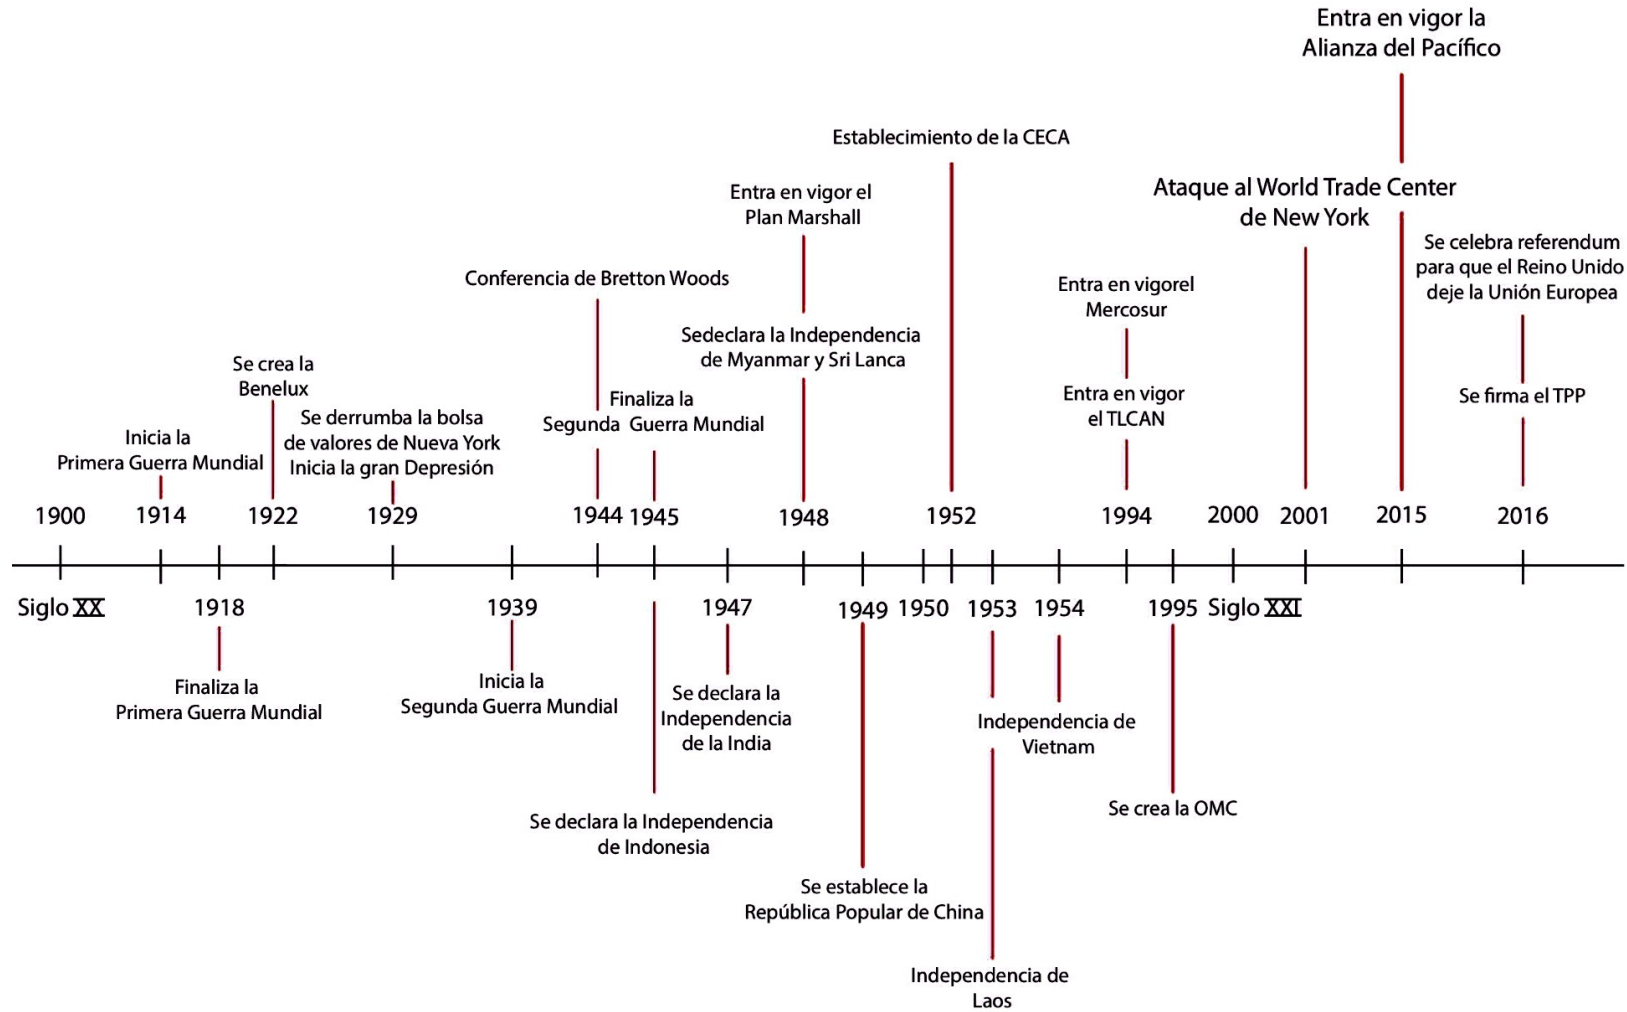 Entra en vigor la
Alianza del Pacífico
Establecimiento de la CECA
Ataque al World Trade Center
de New York
Entra en vigor el
Plan Marshall
Se celebra referendum
para que el Reino Unido
deje la Unión Europea
Conferencia de Bretton Woods
Entra en vigorel
Mercosur
Sedeclara la Independencia
de Myanmar y Sri Lanca
Se crea la
Benelux
Finaliza la
Segunda Guerra Mundial
Entra en vigor
el TLCAN
Se firma el TPP
Se derrumba la bolsa
de valores de Nueva York
Inicia la gran Depresión
Inicia la
Primera Guerra Mundial
1900 1914 1922 1929 1944 1945 1948 1952 1994 2000 2001 2015 2016
Siglo XX 1918 1939 1947 1949 1950 1953 1954 1995 Siglo XXI
Finaliza la
Primera Guerra Mundial
Inicia la
Segunda Guerra Mundial
Se declara la
Independencia
de la India
Independencia de
Vietnam
Se declara la Independencia
de Indonesia
Se crea la OMC
Se establece la
República Popular de China
Independencia de
Laos